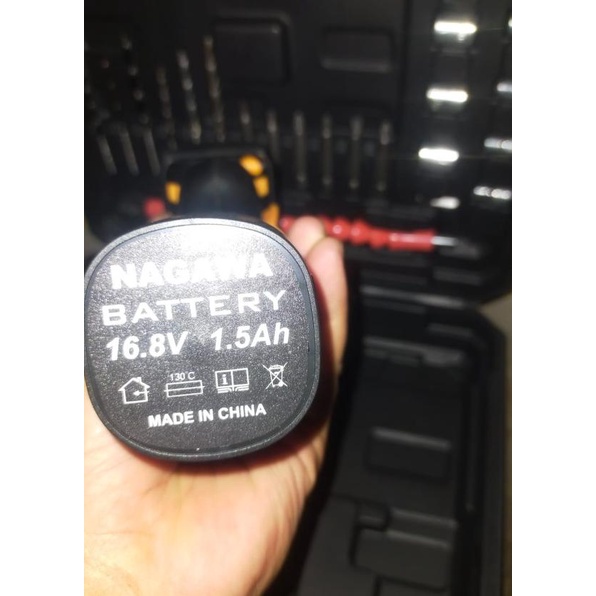 NAGAWA
BATTERY
16.8V 1.5Ah
130°C
MADE IN CHINA